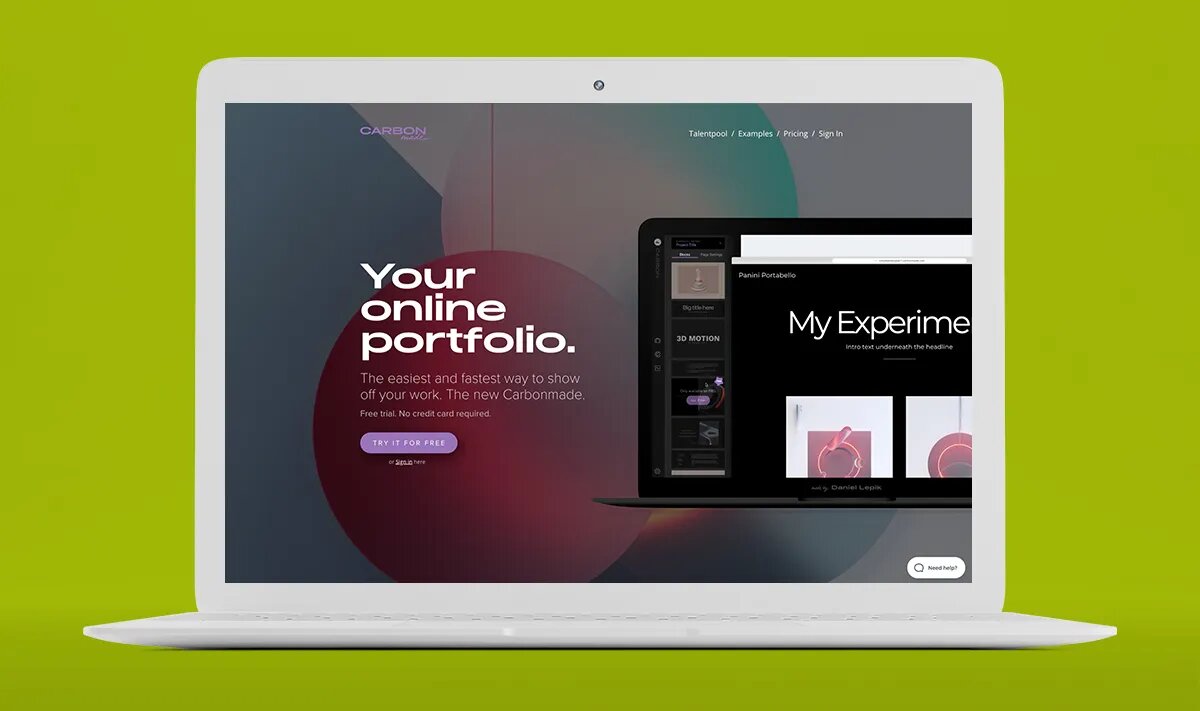 CARBON
made
Talentpool / Examples / Pricing / Sign In
Your
online
portfolio.
The easiest and fastest way to show
off your work. The new Carbonmade.
Free trial. No credit card required.
TRY IT FOR FREE
or Sign in here
Project Title
Blocks Page Settings
Big title here
3D MOTION
Panini Portabello
My Experime
Intro text underneath the headline
made by Daniel Lepik
Need help?